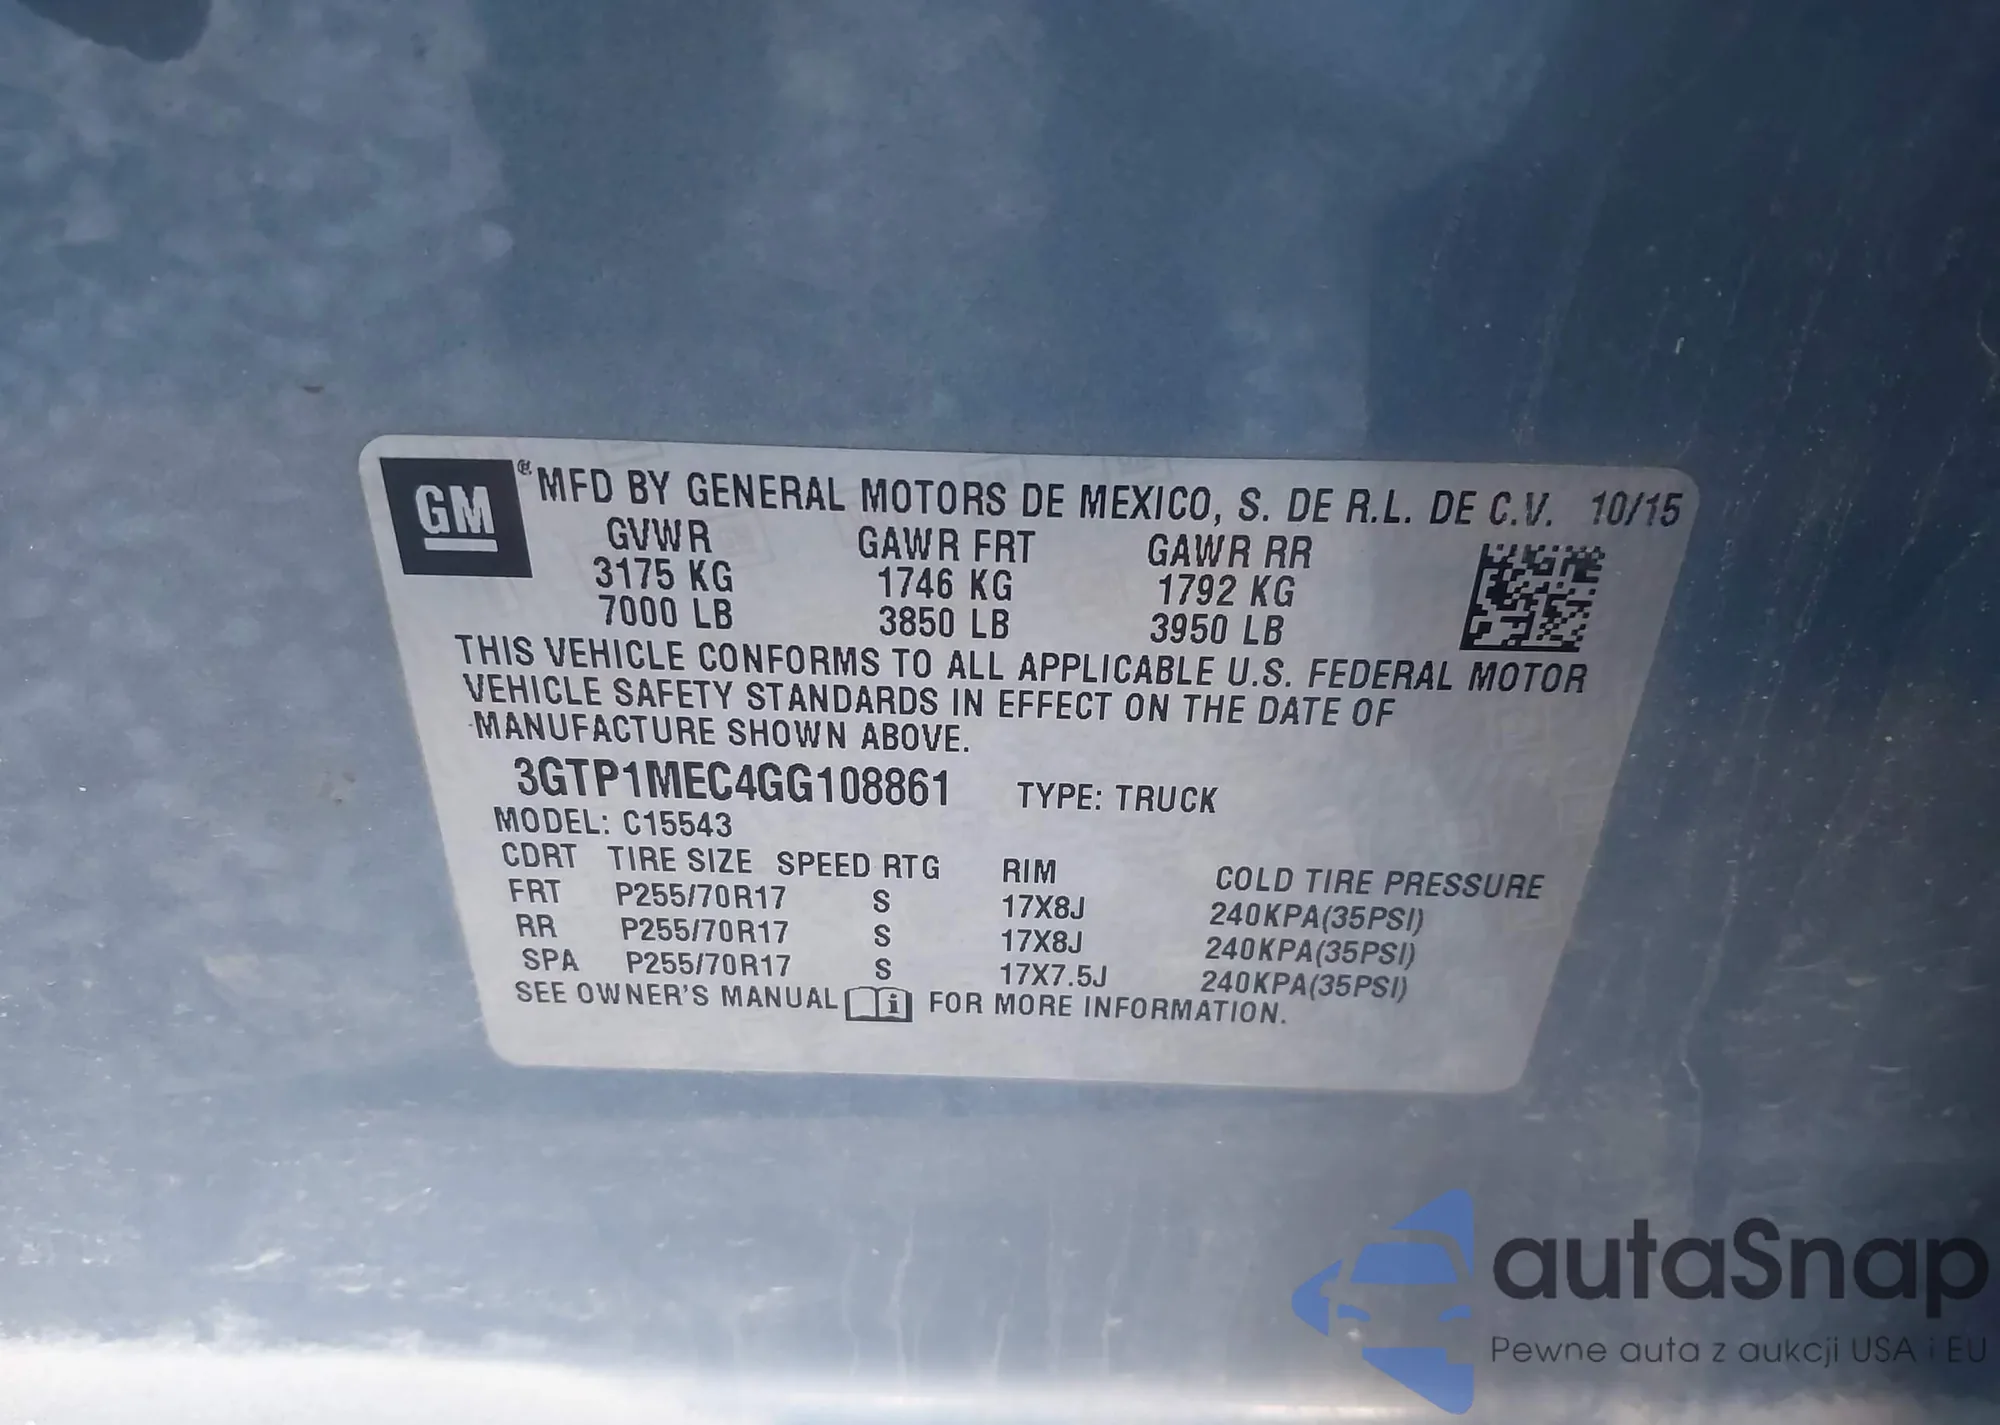 GM
®MFD BY GENERAL MOTORS DE MEXICO, S. DE R.L. DE C.V. 10/15
GVWR GAWR FRT GAWR RR
3175 KG 1746 KG 1792 KG
7000 LB 3850 LB 3950 LB
THIS VEHICLE CONFORMS TO ALL APPLICABLE U.S. FEDERAL MOTOR
VEHICLE SAFETY STANDARDS IN EFFECT ON THE DATE OF
MANUFACTURE SHOWN ABOVE.
3GTP1MEC4GG108861 TYPE: TRUCK
MODEL: C15543
CDRT TIRE SIZE SPEED RTG RIM COLD TIRE PRESSURE
FRT P255/70R17 S 17X8J 240KPA(35PSI)
RR P255/70R17 S 17X8J 240KPA(35PSI)
SPA P255/70R17 S 17X7.5J 240KPA(35PSI)
SEE OWNER'S MANUAL i FOR MORE INFORMATION.
autaSnap
Pewne auta z aukcji USA i EU